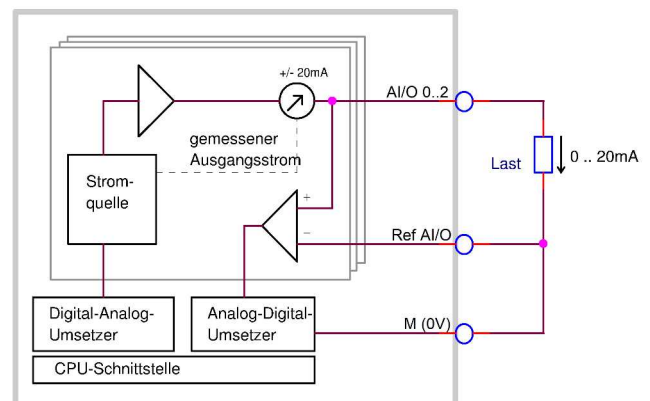 +/- 20mA
AI/O 0..2
gemessener
Ausgangsstrom
Last
0 .. 20mA
Strom-
quelle
+
−
Ref AI/O
Digital-Analog-
Umsetzer
Analog-Digital-
Umsetzer
M (0V)
CPU-Schnittstelle